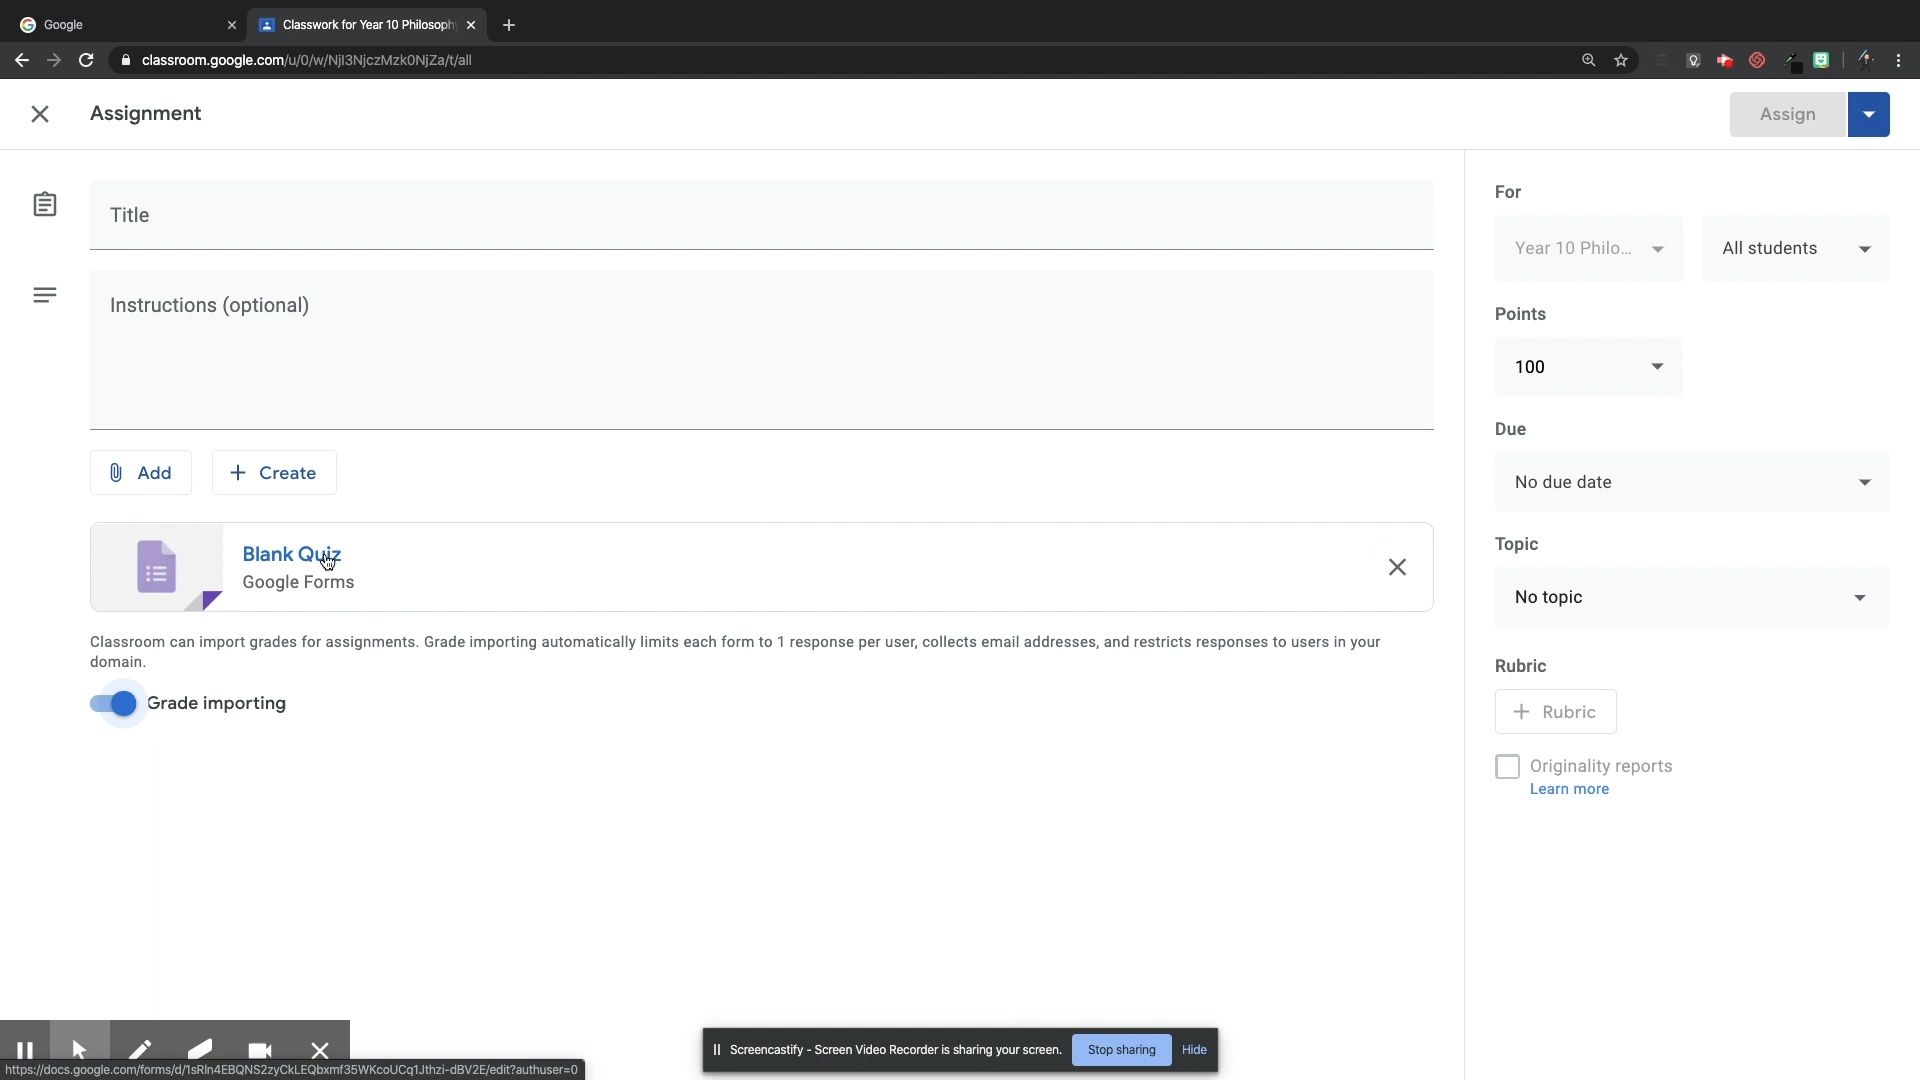 Google
Classwork for Year 10 Philosophy
classroom.google.com/u/0/w/NjI3NjczMzk0NjZa/t/all
Assignment
Assign
Title
Instructions (optional)
Add
Create
Blank Quiz
Google Forms
Classroom can import grades for assignments. Grade importing automatically limits each form to 1 response per user, collects email addresses, and restricts responses to users in your
domain.
Grade importing
For
Year 10 Philo...
All students
Points
100
Due
No due date
Topic
No topic
Rubric
Rubric
Originality reports
Learn more
Screencastify - Screen Video Recorder is sharing your screen.
Stop sharing
Hide
https://docs.google.com/forms/d/1sRIn4EBQNS2zyCkLEQbxmf35WKcoUCq1Jthzi-dBV2E/edit?authuser=0